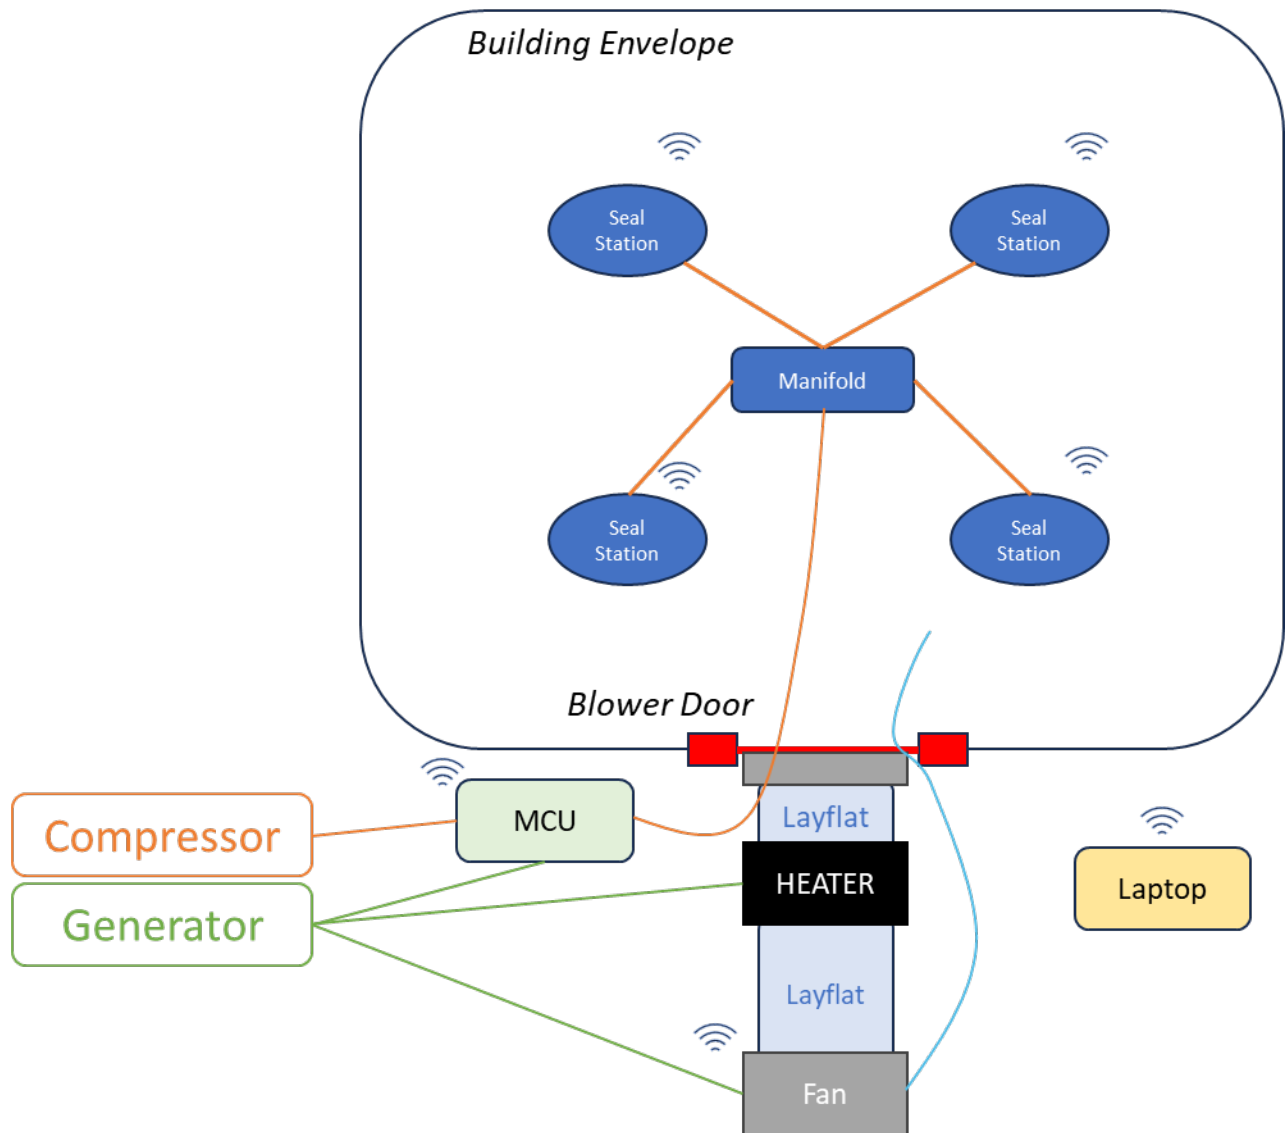 Building Envelope
Seal
Station
Seal
Station
Manifold
Seal
Station
Seal
Station
Blower Door
Compressor
MCU
Layflat
HEATER
Laptop
Generator
Layflat
Fan